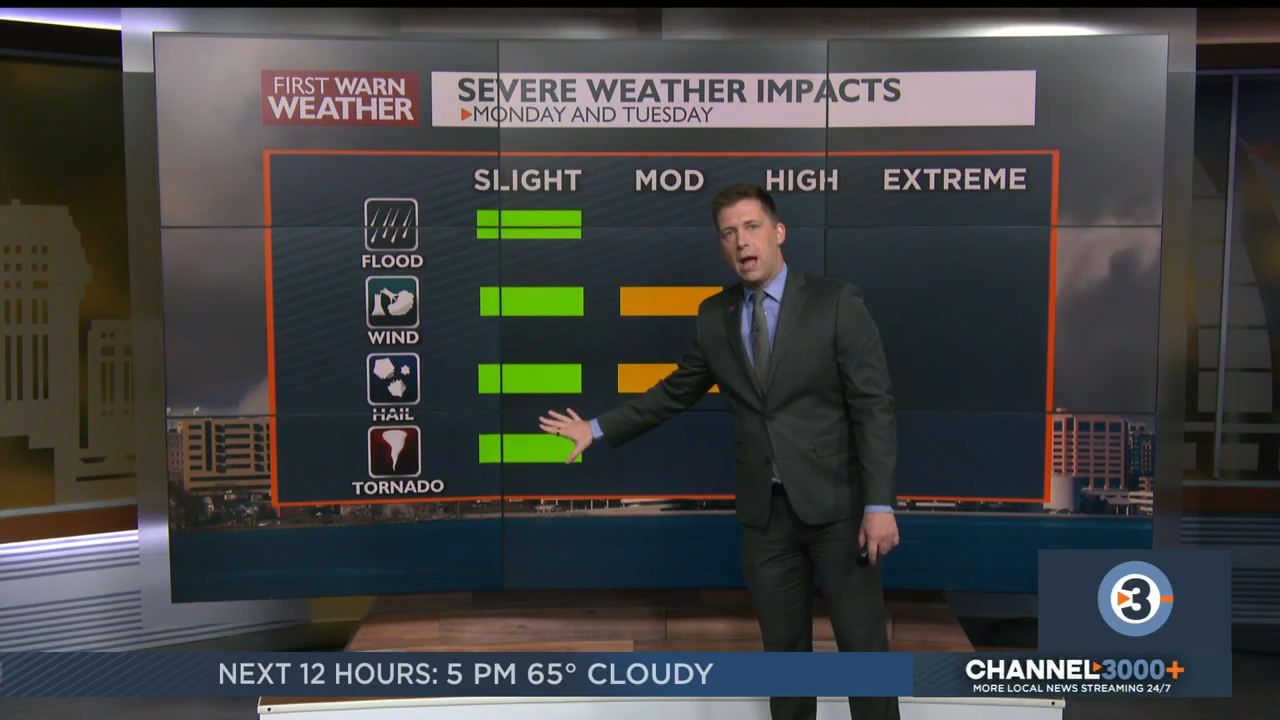 FIRST WARN
WEATHER
SEVERE WEATHER IMPACTS
MONDAY AND TUESDAY
SLIGHT MOD HIGH EXTREME
FLOOD
WIND
HAIL
TORNADO
3
NEXT 12 HOURS: 5 PM 65° CLOUDY
CHANNEL3000+
MORE LOCAL NEWS STREAMING 24/7